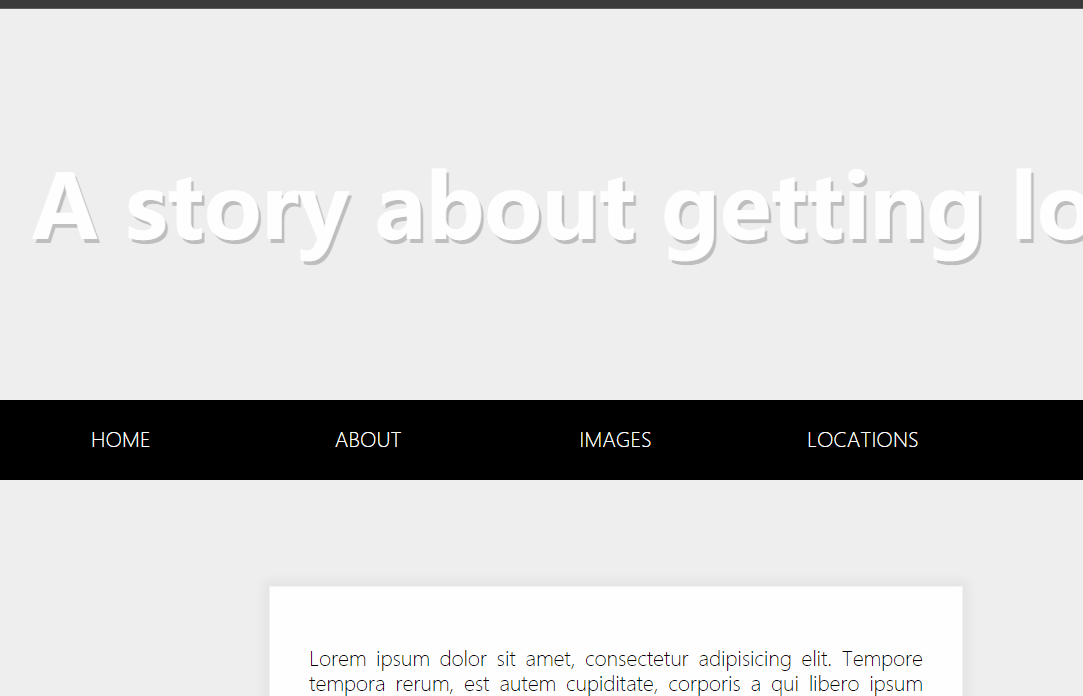 A story about getting lo
HOME ABOUT IMAGES LOCATIONS
Lorem ipsum dolor sit amet, consectetur adipisicing elit. Tempore
tempora rerum, est autem cupiditate, corporis a qui libero ipsum